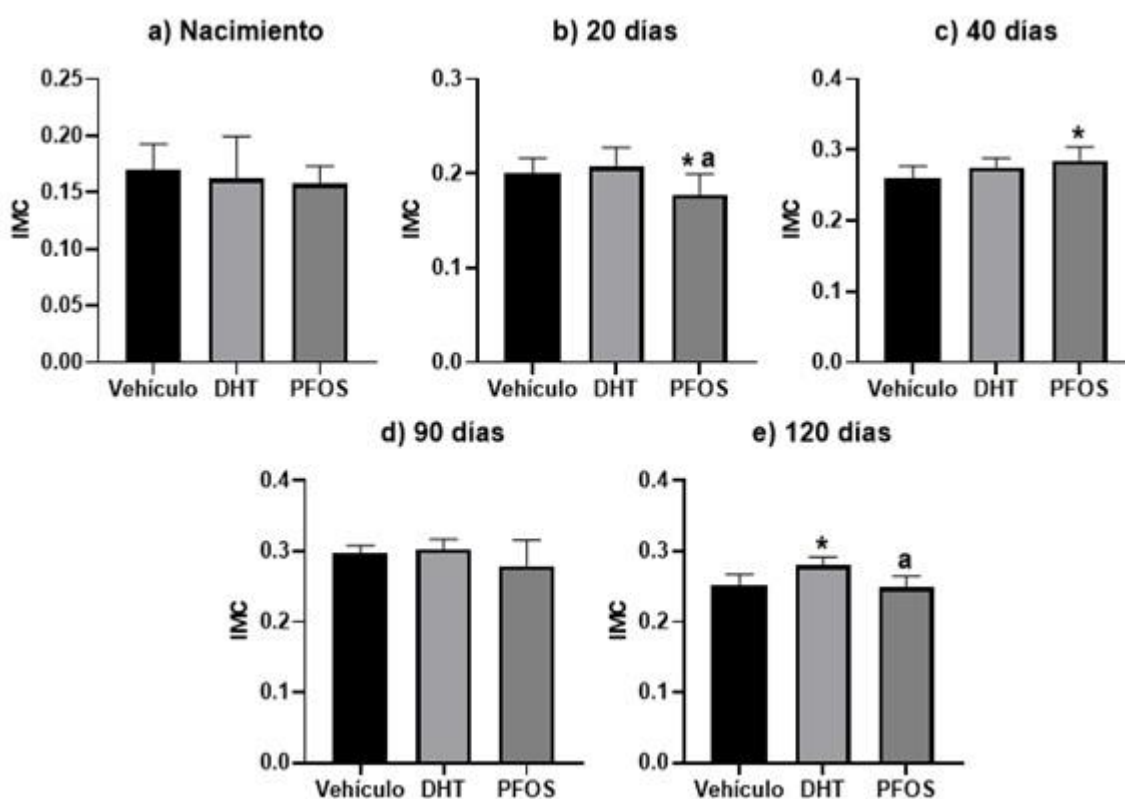 a) Nacimiento
IMC
0.25
0.20
0.15
0.10
0.05
0.00
Vehículo DHT PFOS
b) 20 días
IMC
0.3
0.2
0.1
0.0
* a
Vehículo DHT PFOS
c) 40 días
IMC
0.4
0.3
0.2
0.1
0.0
*
Vehículo DHT PFOS
d) 90 días
IMC
0.4
0.3
0.2
0.1
0.0
Vehículo DHT PFOS
e) 120 días
IMC
0.4
0.3
0.2
0.1
0.0
*
a
Vehículo DHT PFOS